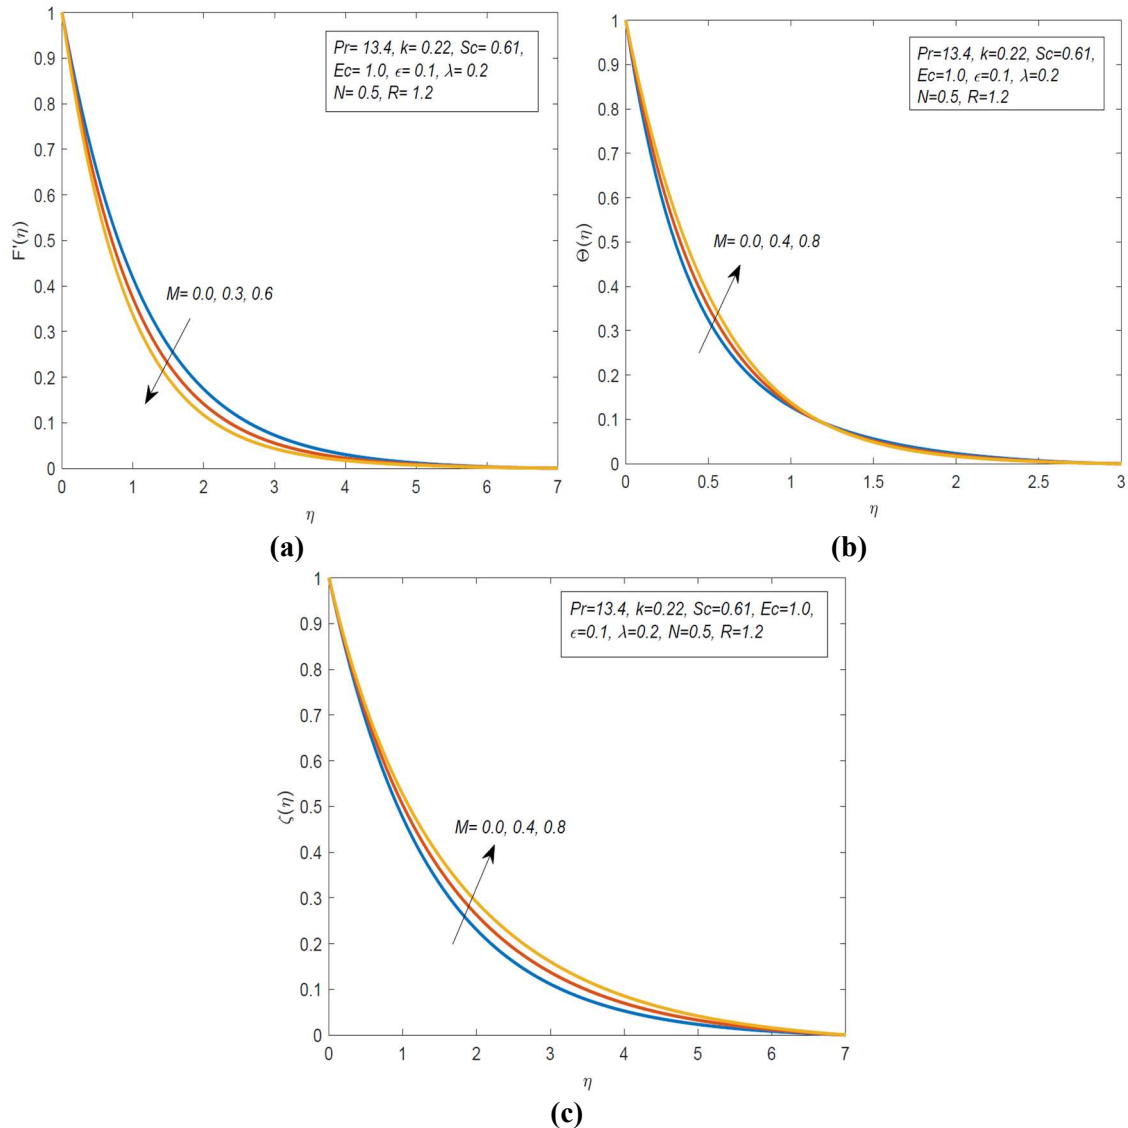 Pr= 13.4, k= 0.22, Sc= 0.61,
Ec= 1.0, ϵ= 0.1, λ= 0.2
N= 0.5, R= 1.2
M= 0.0, 0.3, 0.6
F'(η)
1
0.9
0.8
0.7
0.6
0.5
0.4
0.3
0.2
0.1
0
0 1 2 3 4 5 6 7
η
(a)
Pr=13.4, k=0.22, Sc=0.61,
Ec=1.0, ϵ=0.1, λ=0.2
N=0.5, R=1.2
M= 0.0, 0.4, 0.8
Θ(η)
1
0.9
0.8
0.7
0.6
0.5
0.4
0.3
0.2
0.1
0
0 0.5 1 1.5 2 2.5 3
η
(b)
Pr=13.4, k=0.22, Sc=0.61, Ec=1.0,
ϵ=0.1, λ=0.2, N=0.5, R=1.2
M= 0.0, 0.4, 0.8
ζ(η)
1
0.9
0.8
0.7
0.6
0.5
0.4
0.3
0.2
0.1
0
0 1 2 3 4 5 6 7
η
(c)